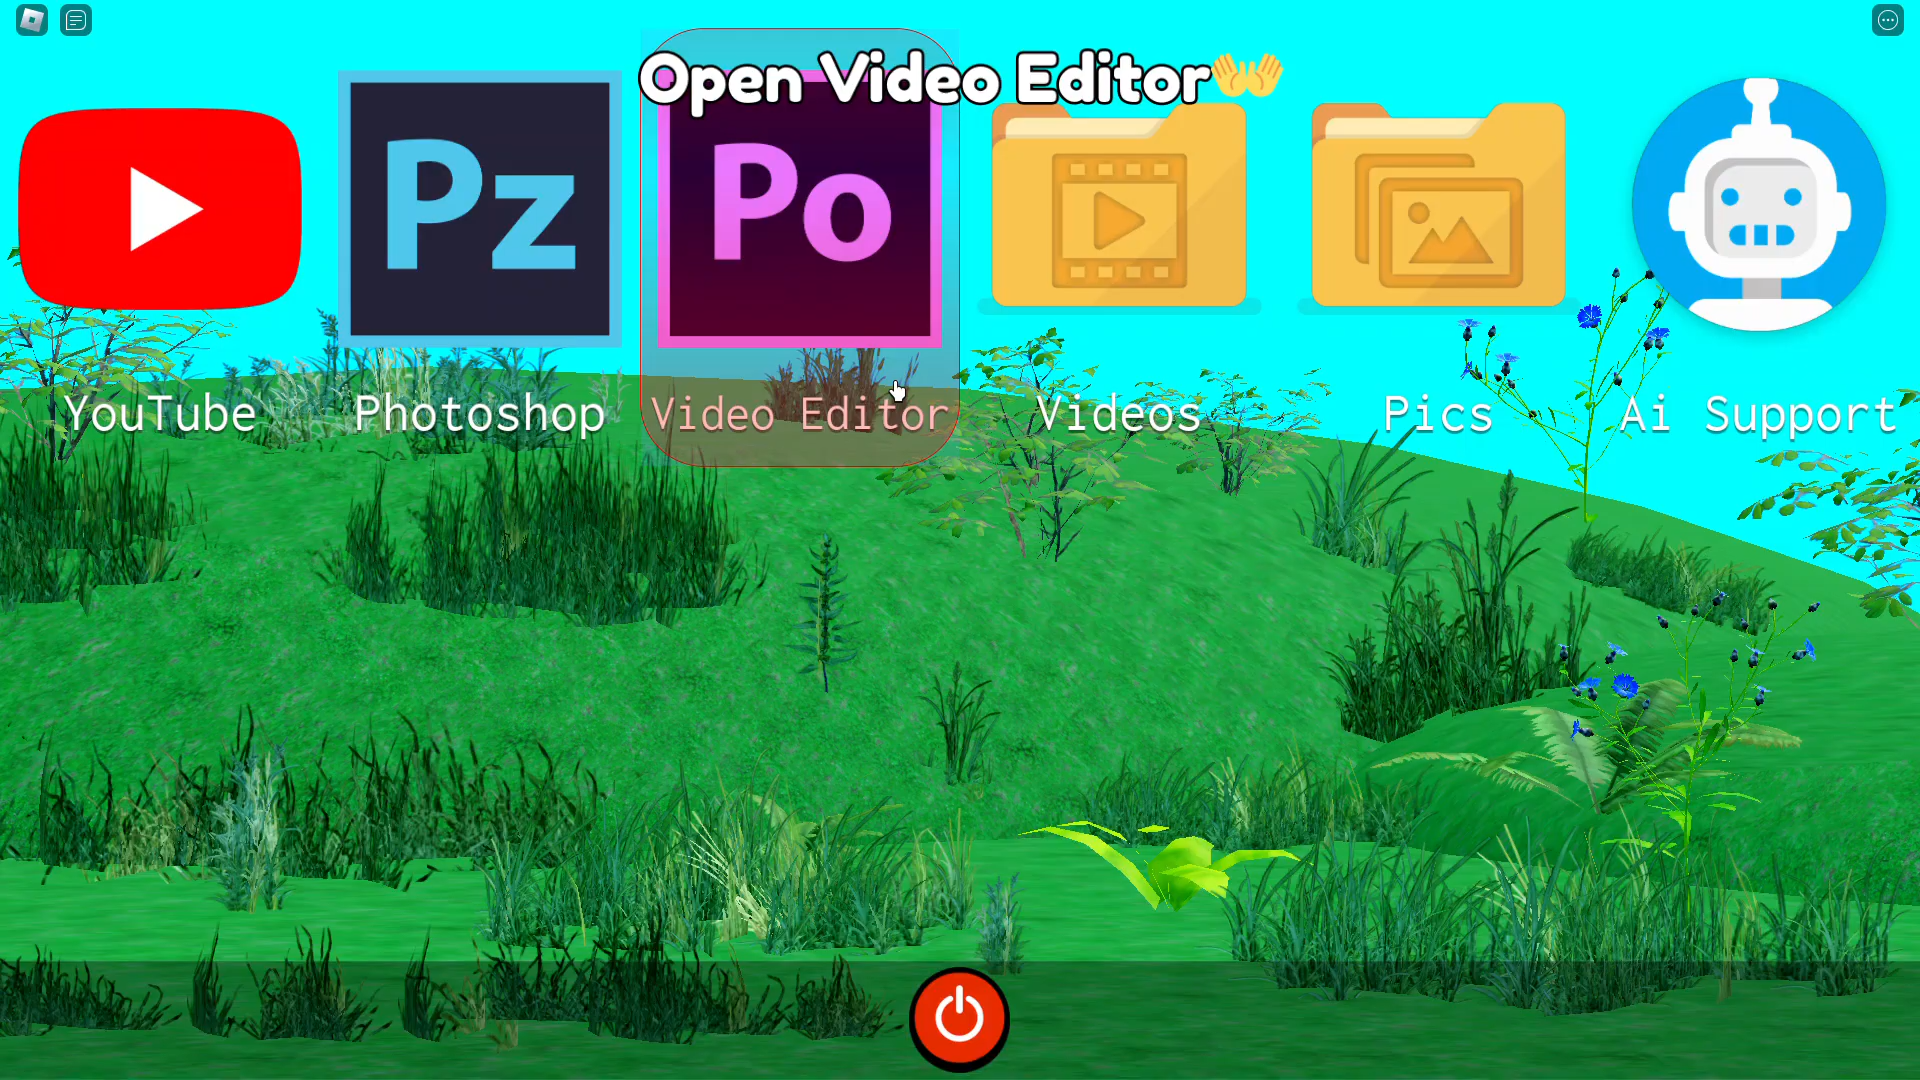 Open Video Editor👐
Pz
Po
YouTube
Photoshop
Video Editor
Videos
Pics
Ai Support